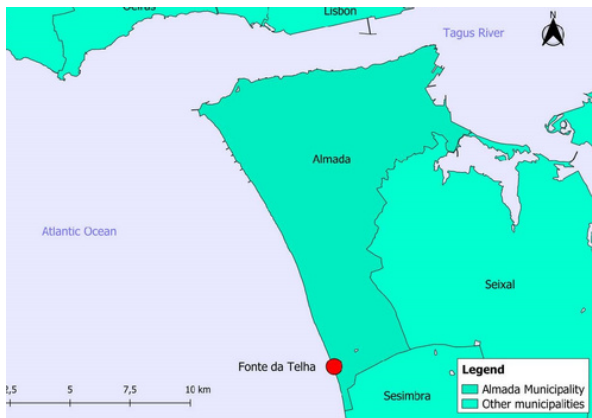 Lisbon
Tagus River
N
Almada
Atlantic Ocean
Seixal
Fonte da Telha
Sesimbra
2,5 5 7,5 10 km
Legend
Almada Municipality
Other municipalities